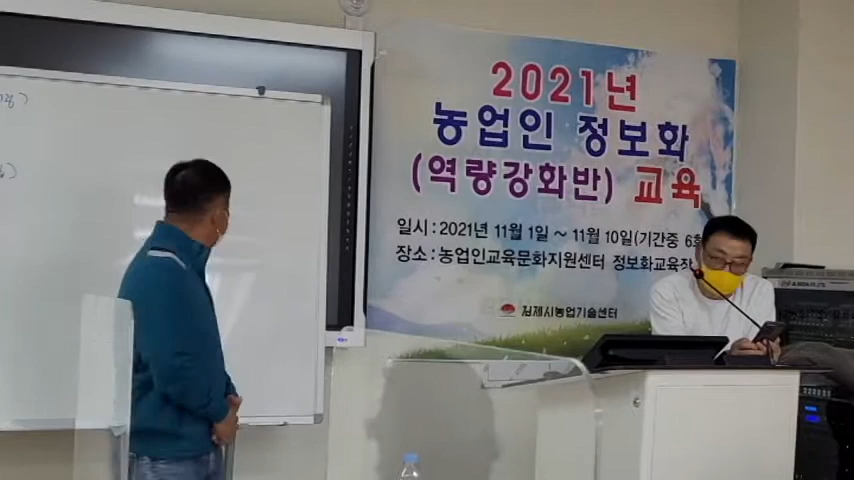 2021년
농업인 정보화
(역량강화반) 교육
일시: 2021년 11월 1일 ~ 11월 10일(기간중 6회
장소: 농업인교육문화지원센터 정보화교육장
김제시농업기술센터